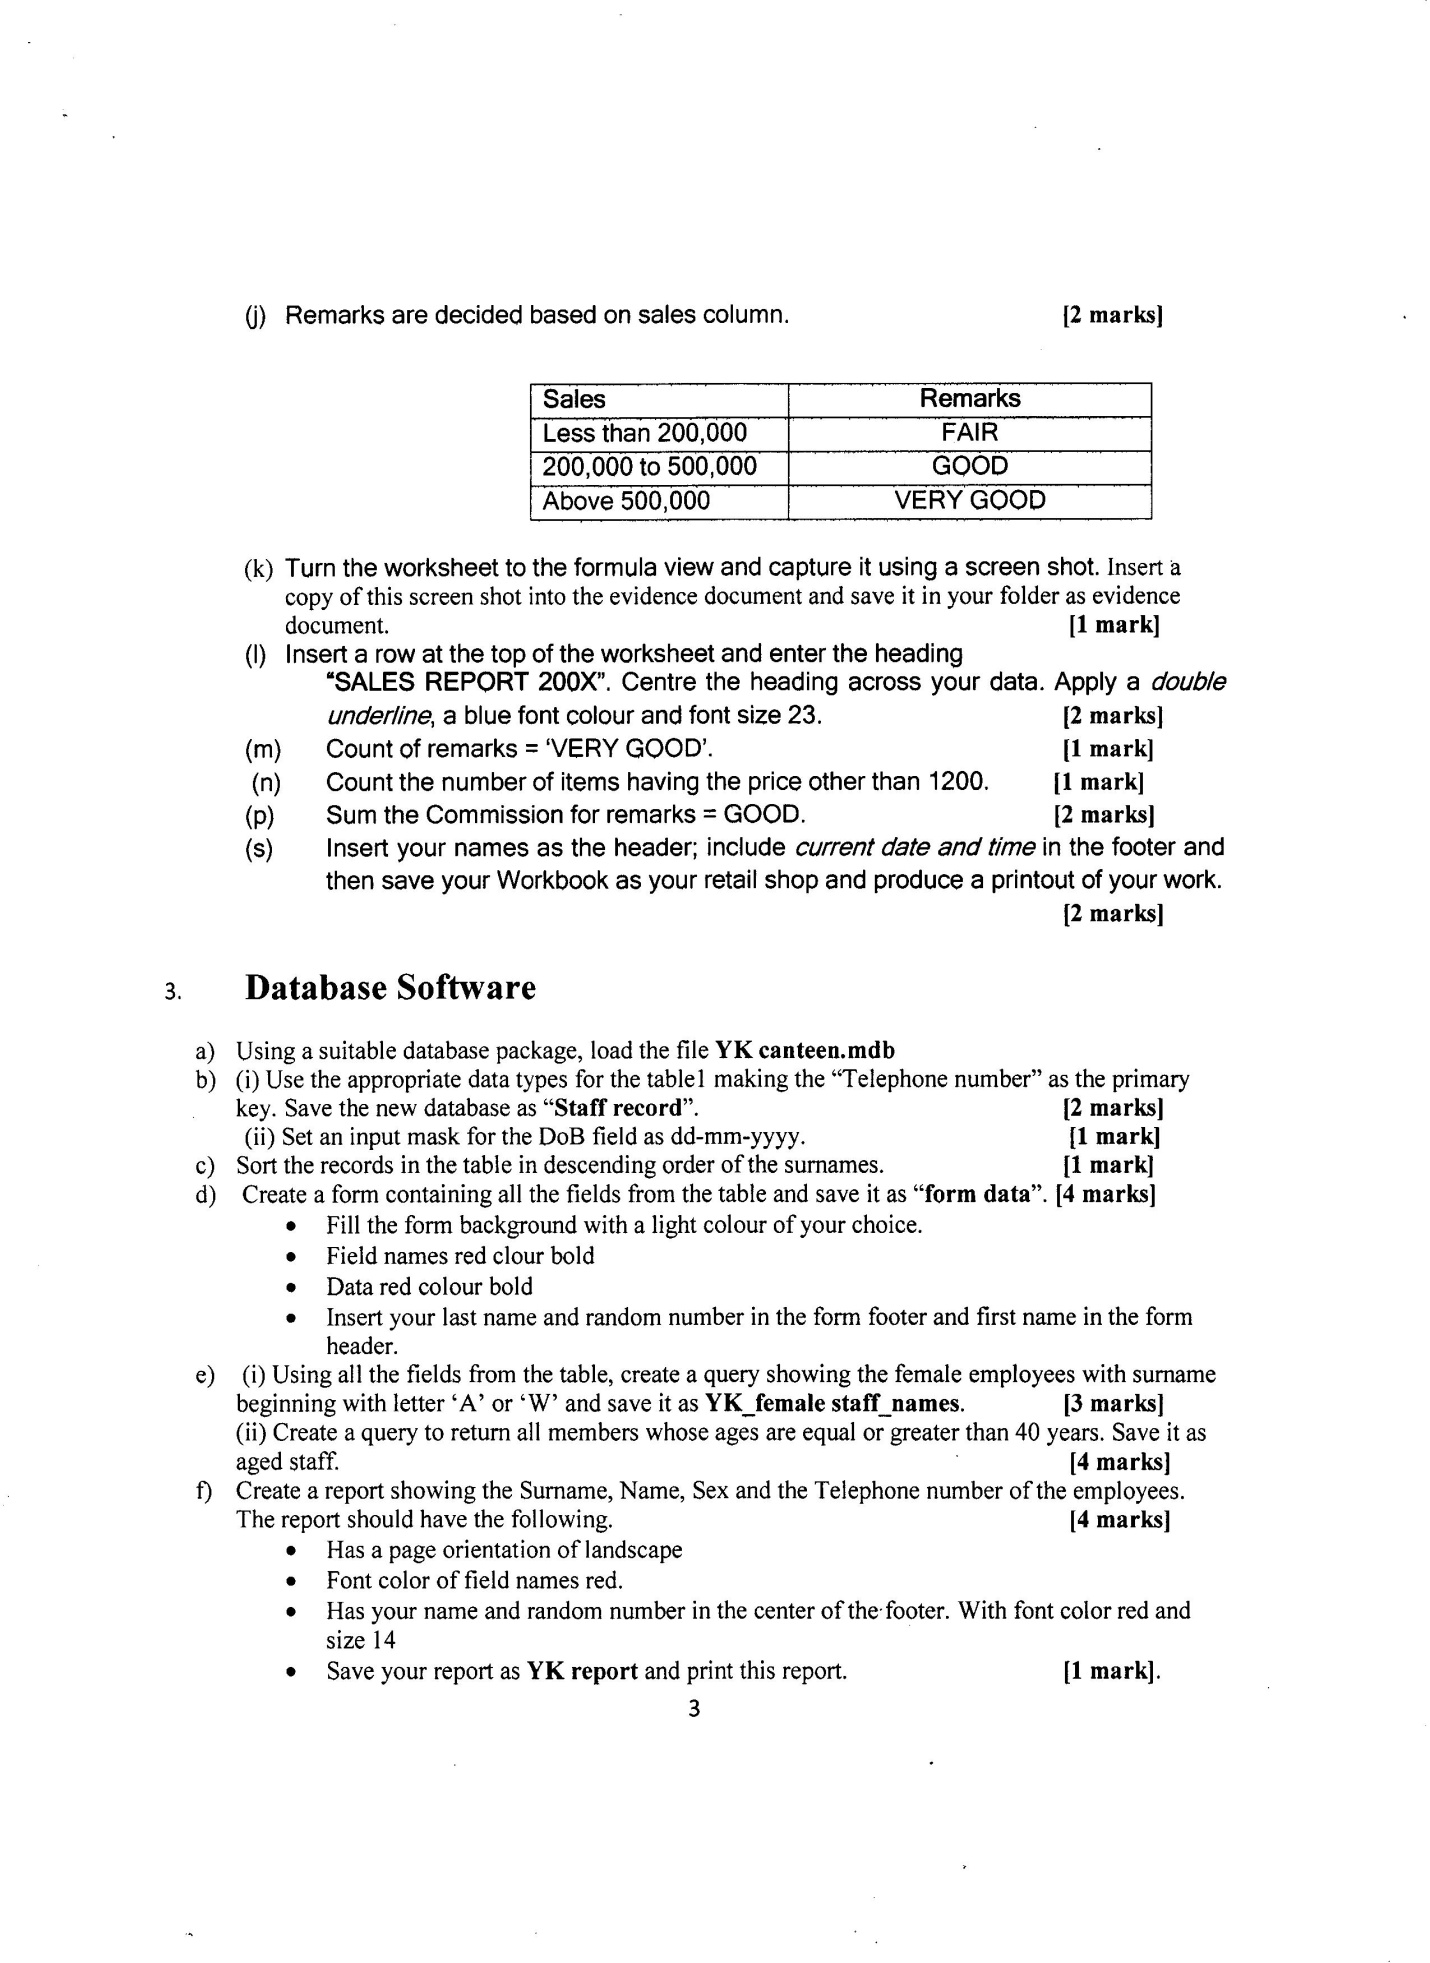 (j) Remarks are decided based on sales column. [2 marks]
Sales Remarks
Less than 200,000 FAIR
200,000 to 500,000 GOOD
Above 500,000 VERY GOOD
(k) Turn the worksheet to the formula view and capture it using a screen shot. Insert a
copy of this screen shot into the evidence document and save it in your folder as evidence
document. [1 mark]
(l) Insert a row at the top of the worksheet and enter the heading
“SALES REPORT 200X”. Centre the heading across your data. Apply a double
underline, a blue font colour and font size 23. [2 marks]
(m) Count of remarks = ‘VERY GOOD’. [1 mark]
(n) Count the number of items having the price other than 1200. [1 mark]
(p) Sum the Commission for remarks = GOOD. [2 marks]
(s) Insert your names as the header; include current date and time in the footer and
then save your Workbook as your retail shop and produce a printout of your work.
[2 marks]
3. Database Software
a) Using a suitable database package, load the file YK canteen.mdb
b) (i) Use the appropriate data types for the table1 making the “Telephone number” as the primary
key. Save the new database as “Staff record”. [2 marks]
(ii) Set an input mask for the DoB field as dd-mm-yyyy. [1 mark]
c) Sort the records in the table in descending order of the surnames. [1 mark]
d) Create a form containing all the fields from the table and save it as “form data”. [4 marks]
• Fill the form background with a light colour of your choice.
• Field names red clour bold
• Data red colour bold
• Insert your last name and random number in the form footer and first name in the form
header.
e) (i) Using all the fields from the table, create a query showing the female employees with surname
beginning with letter ‘A’ or ‘W’ and save it as YK_female staff_names. [3 marks]
(ii) Create a query to return all members whose ages are equal or greater than 40 years. Save it as
aged staff. [4 marks]
f) Create a report showing the Surname, Name, Sex and the Telephone number of the employees.
The report should have the following. [4 marks]
• Has a page orientation of landscape
• Font color of field names red.
• Has your name and random number in the center of the footer. With font color red and
size 14
• Save your report as YK report and print this report. [1 mark].
3